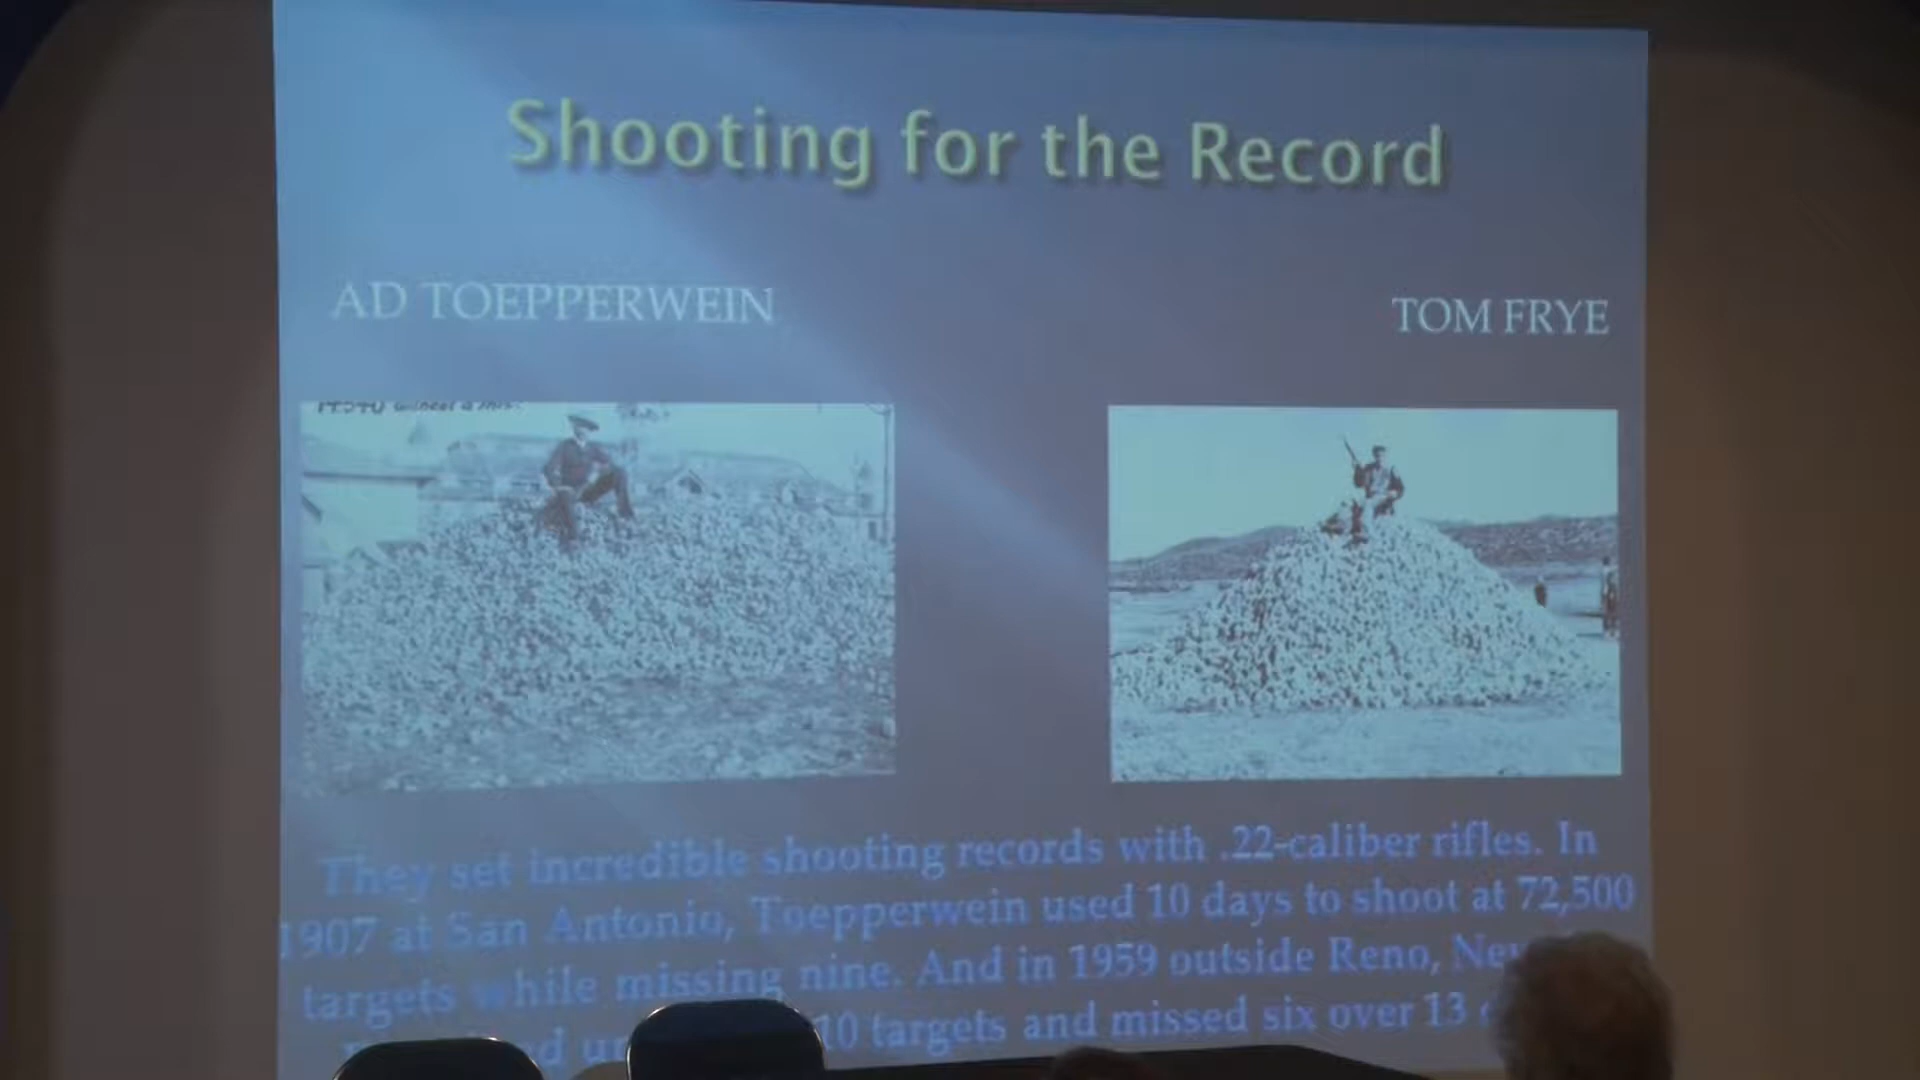 Shooting for the Record
AD TOEPPERWEIN
TOM FRYE
without a miss.
They set incredible shooting records with .22-caliber rifles. In
1907 at San Antonio, Toepperwein used 10 days to shoot at 72,500
targets while missing nine. And in 1959 outside Reno,
10 targets and missed six over 13